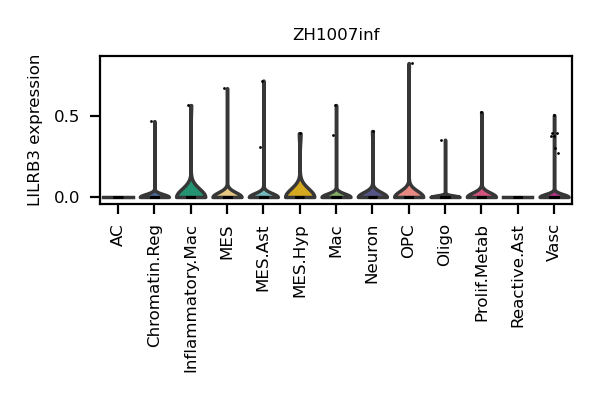 ZH1007inf
LILRB3 expression
0.5
0.0
AC
Chromatin.Reg
Inflammatory.Mac
MES
MES.Ast
MES.Hyp
Mac
Neuron
OPC
Oligo
Prolif.Metab
Reactive.Ast
Vasc